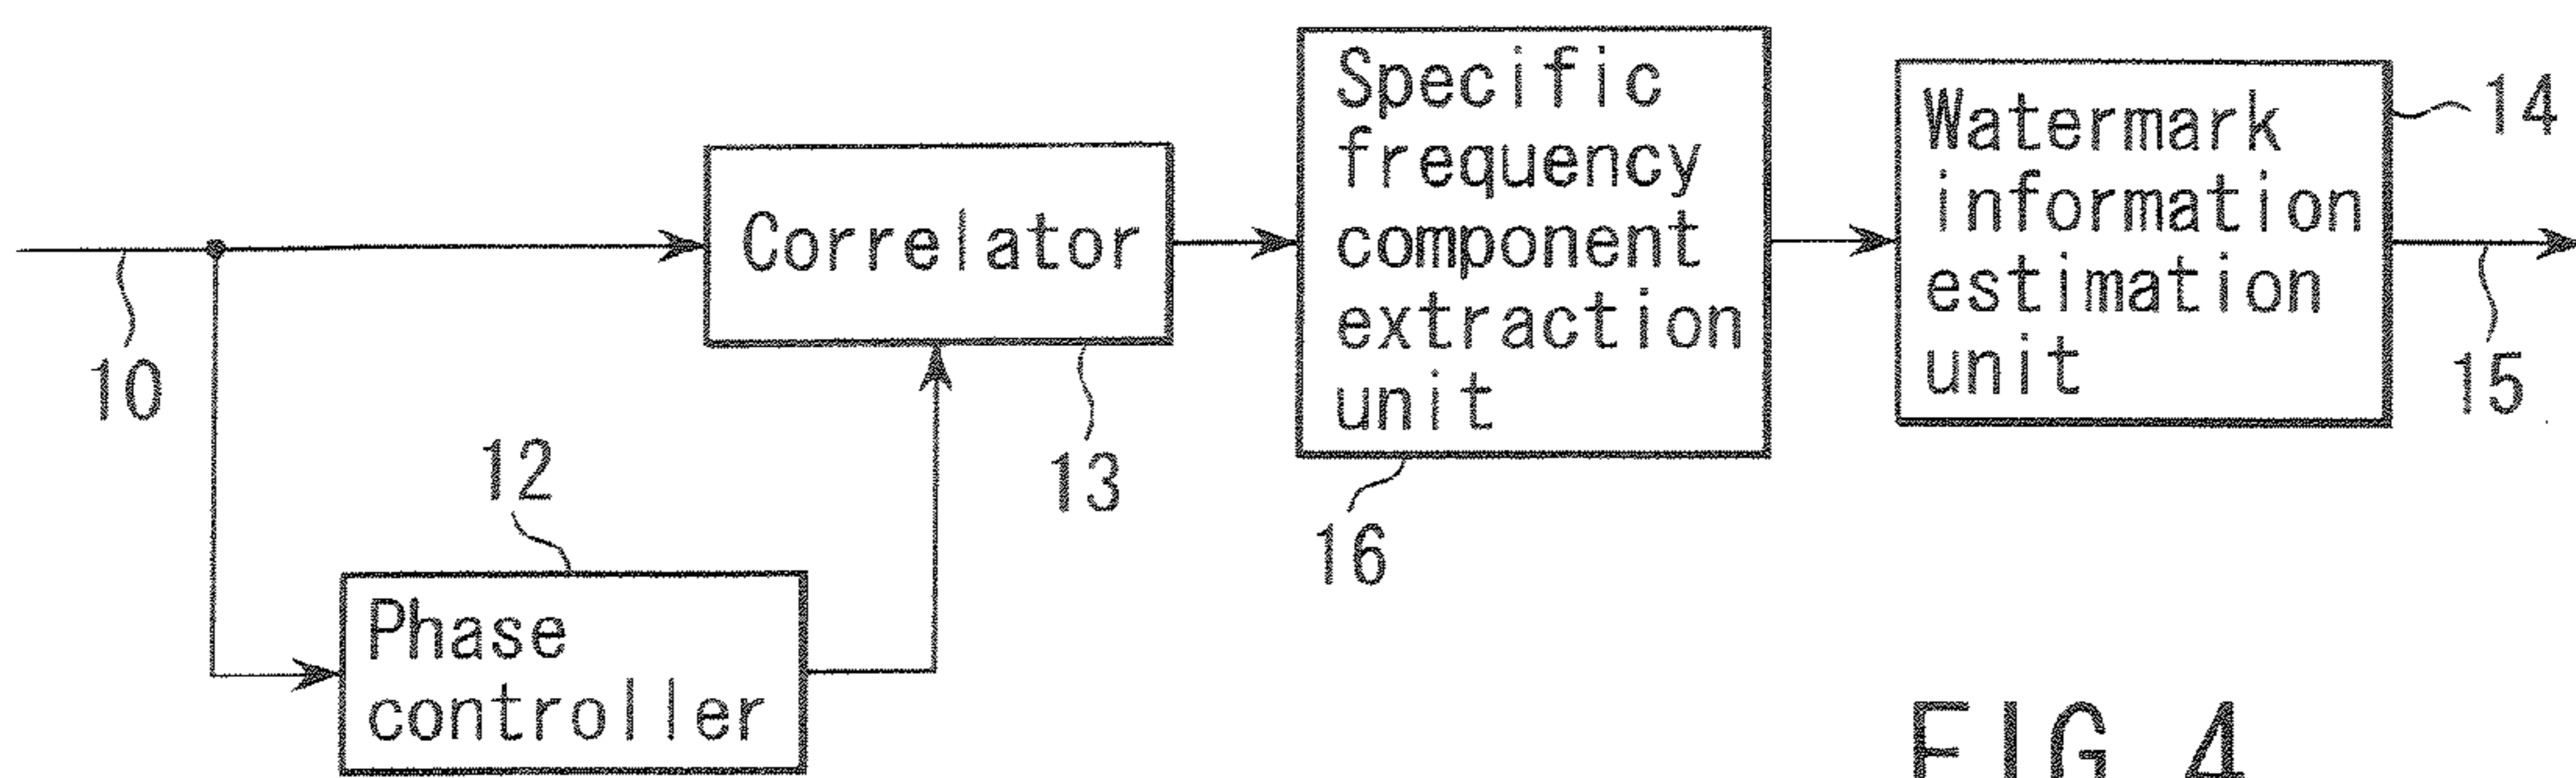 Specific
frequency
component
extraction
unit
Watermark
information
estimation
unit
14
Correlator
10
13
15
12
16
Phase
controller
FIG.4